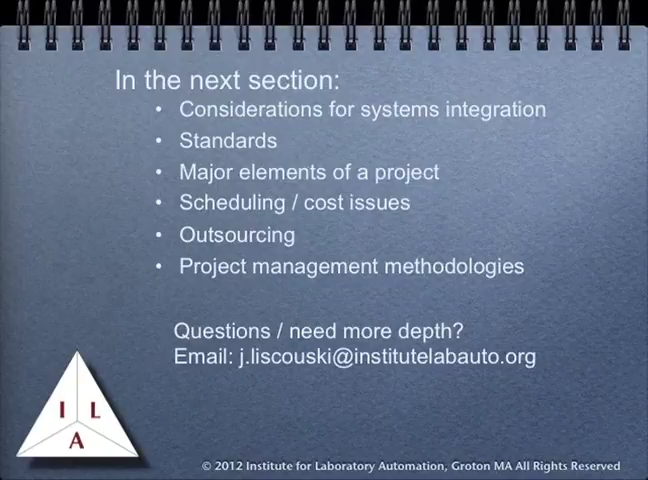 In the next section:
• Considerations for systems integration
• Standards
• Major elements of a project
• Scheduling / cost issues
• Outsourcing
• Project management methodologies
Questions / need more depth?
Email: j.liscouski@institutelabauto.org
I L
A
© 2012 Institute for Laboratory Automation, Groton MA All Rights Reserved